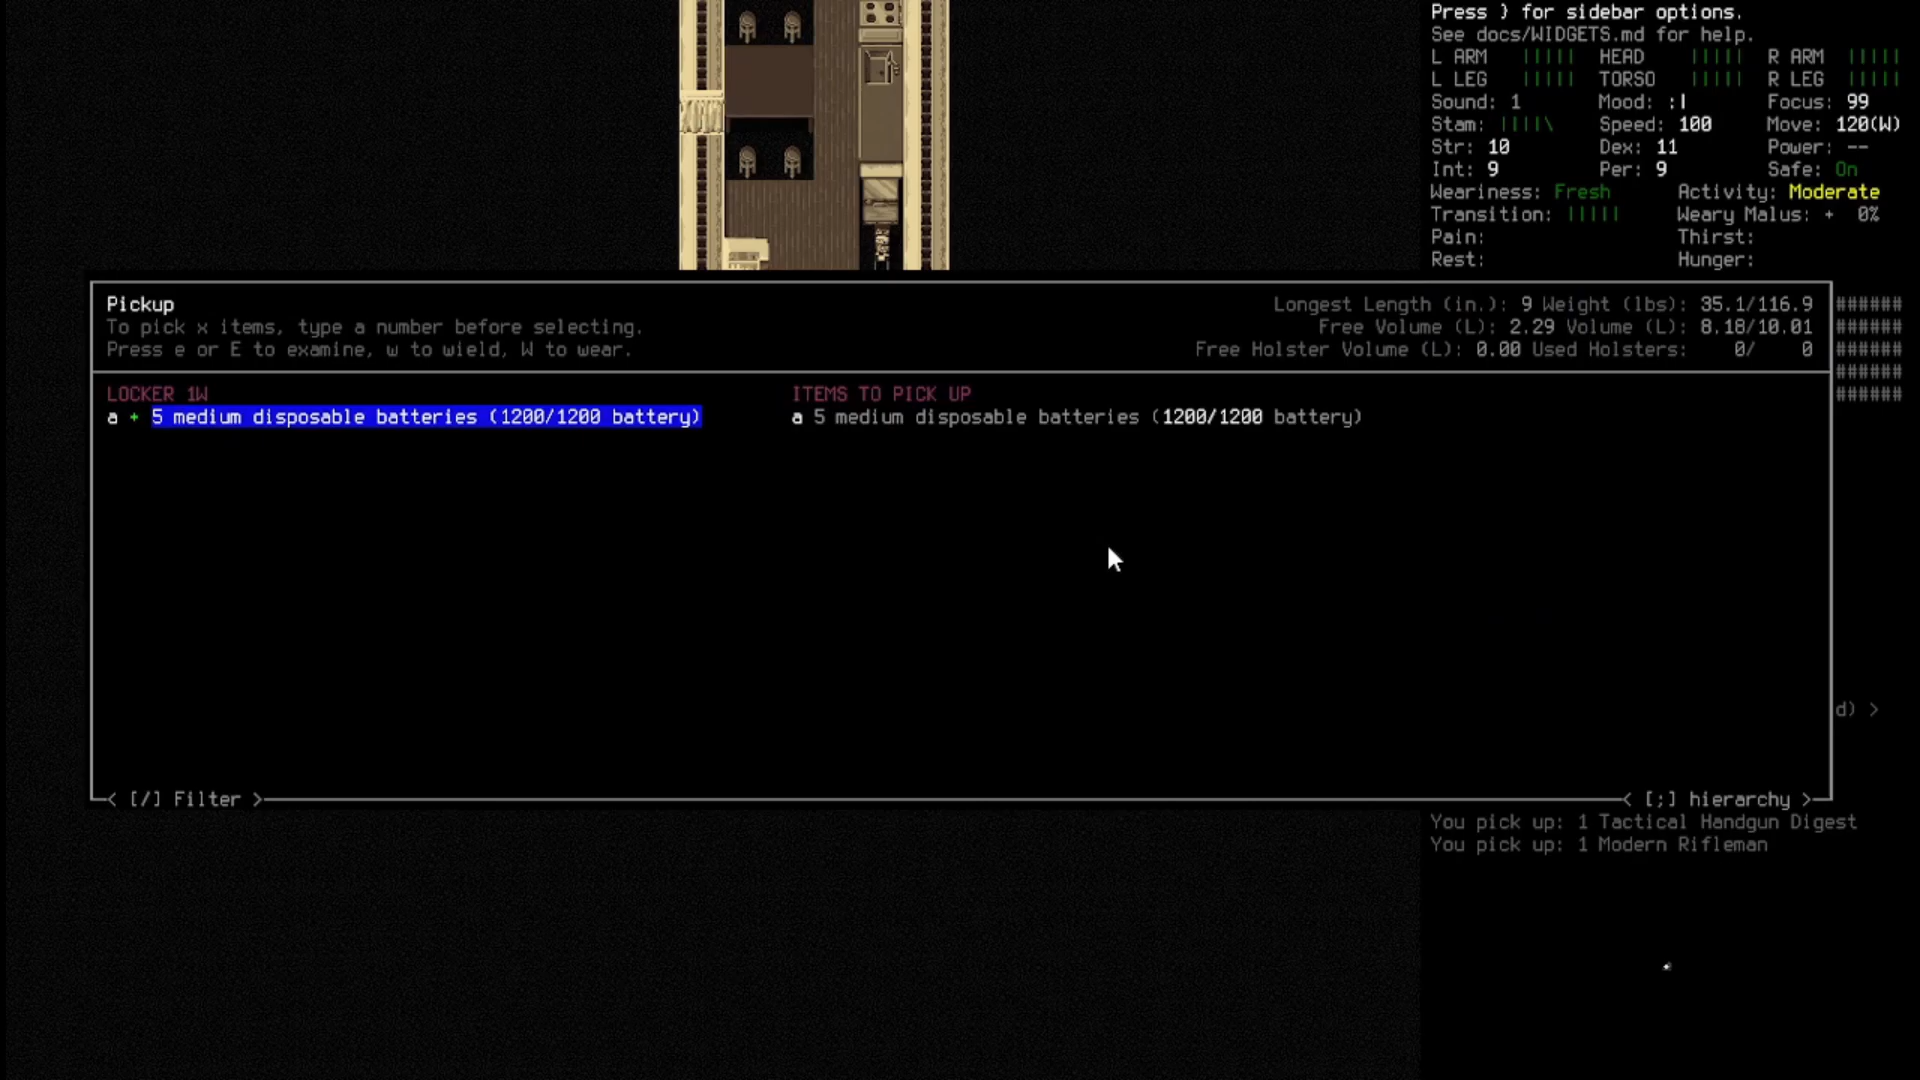 Press } for sidebar options.
See docs/WIDGETS.md for help.
L ARM ||||| HEAD ||||| R ARM |||||
L LEG ||||| TORSO ||||| R LEG |||||
Sound: 1 Mood: :| Focus: 99
Stam: ||||\ Speed: 100 Move: 120(W)
Str: 10 Dex: 11 Power: --
Int: 9 Per: 9 Safe: On
Weariness: Fresh Activity: Moderate
Transition: ||||| Weary Malus: + 0%
Pain: Thirst:
Rest: Hunger:
Pickup
To pick x items, type a number before selecting.
Press e or E to examine, w to wield, W to wear.
Longest Length (in.): 9 Weight (lbs): 35.1/116.9
Free Volume (L): 2.29 Volume (L): 8.18/10.01
Free Holster Volume (L): 0.00 Used Holsters: 0/ 0
######
######
######
######
######
LOCKER 1W
a + 5 medium disposable batteries (1200/1200 battery)
ITEMS TO PICK UP
a 5 medium disposable batteries (1200/1200 battery)
d) >
< [/] Filter >
< [;] hierarchy >
You pick up: 1 Tactical Handgun Digest
You pick up: 1 Modern Rifleman